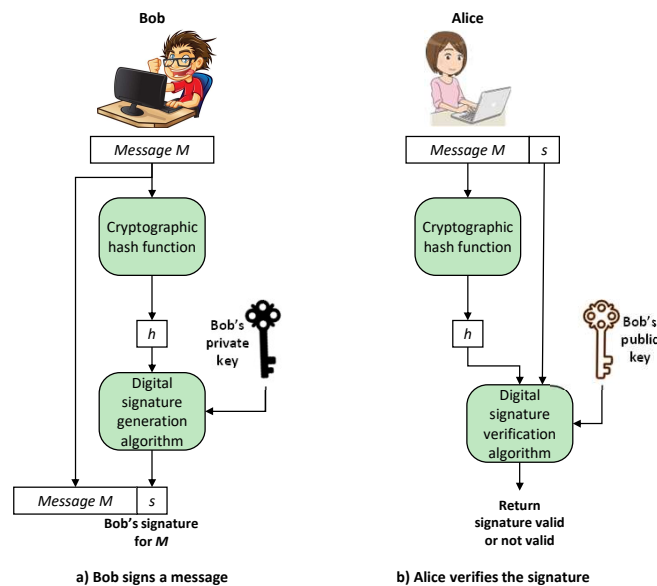 Bob
Message M
Cryptographic
hash function
h
Bob's
private
key
Digital
signature
generation
algorithm
Message M
s
Bob's signature
for M
a) Bob signs a message
Alice
Message M
s
Cryptographic
hash function
h
Bob's
public
key
Digital
signature
verification
algorithm
Return
signature valid
or not valid
b) Alice verifies the signature